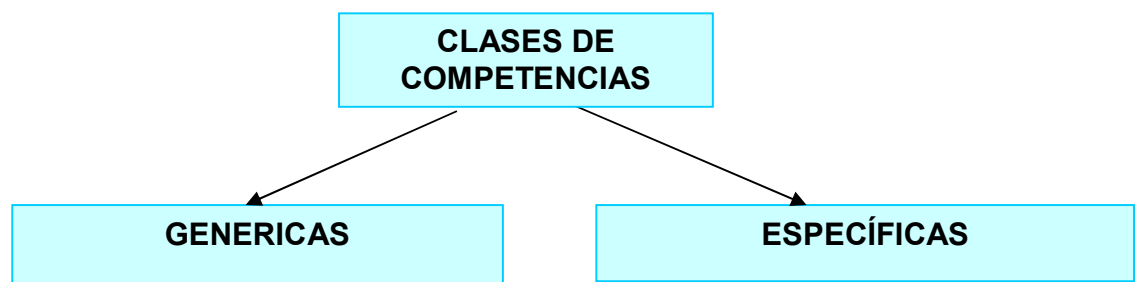 CLASES DE
COMPETENCIAS
GENERICAS
ESPECÍFICAS